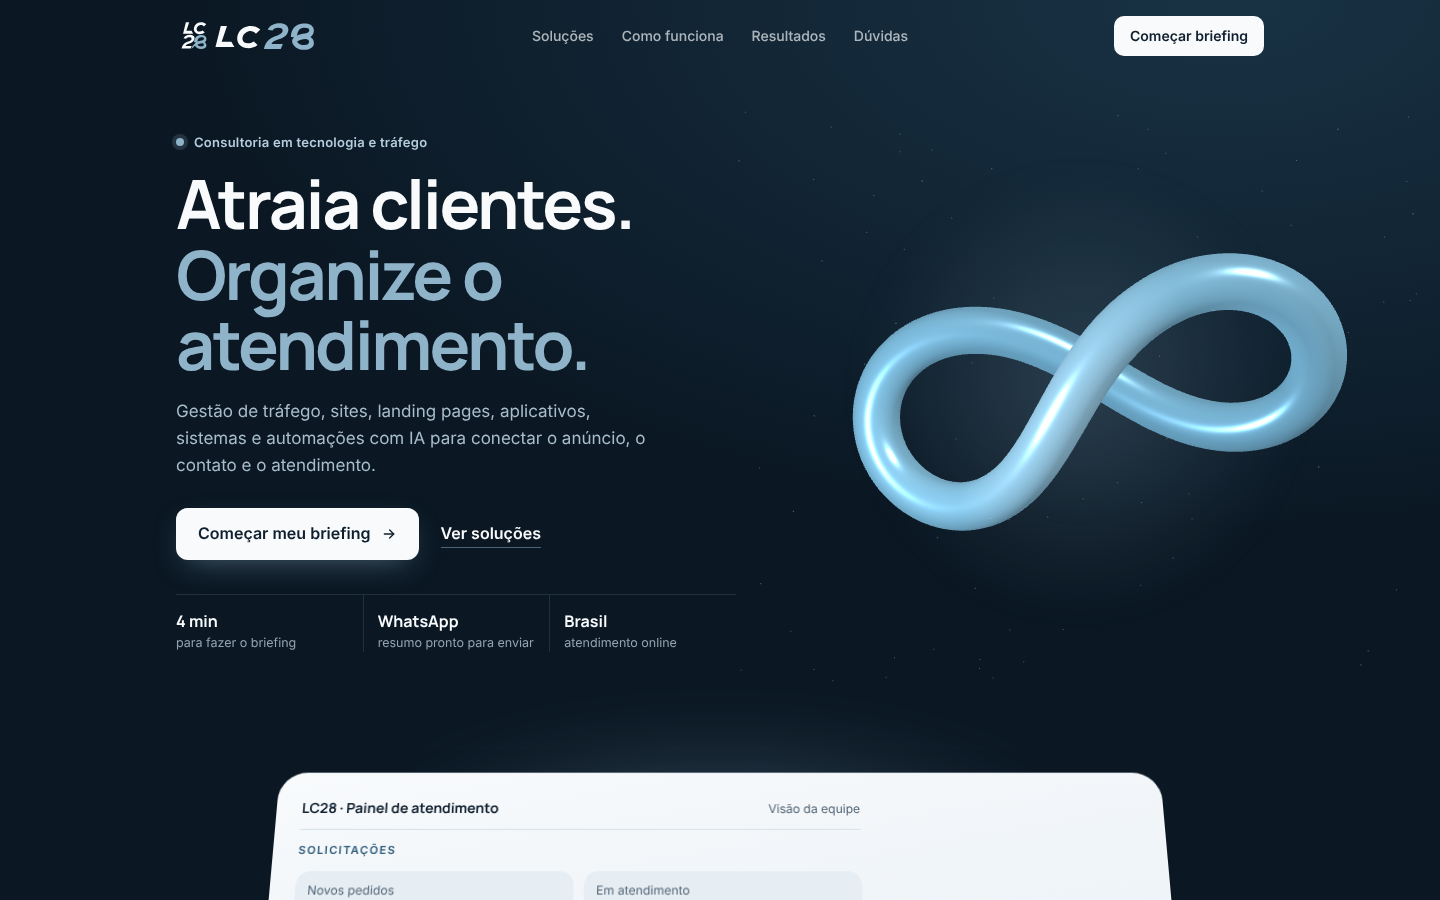 LC 28 LC 28
Soluções Como funciona Resultados Dúvidas
Começar briefing
Consultoria em tecnologia e tráfego
Atraia clientes.
Organize o
atendimento.
Gestão de tráfego, sites, landing pages, aplicativos,
sistemas e automações com IA para conectar o anúncio, o
contato e o atendimento.
Começar meu briefing →
Ver soluções
4 min
para fazer o briefing
WhatsApp
resumo pronto para enviar
Brasil
atendimento online
LC28 · Painel de atendimento
Visão da equipe
SOLICITAÇÕES
Novos pedidos
Em atendimento